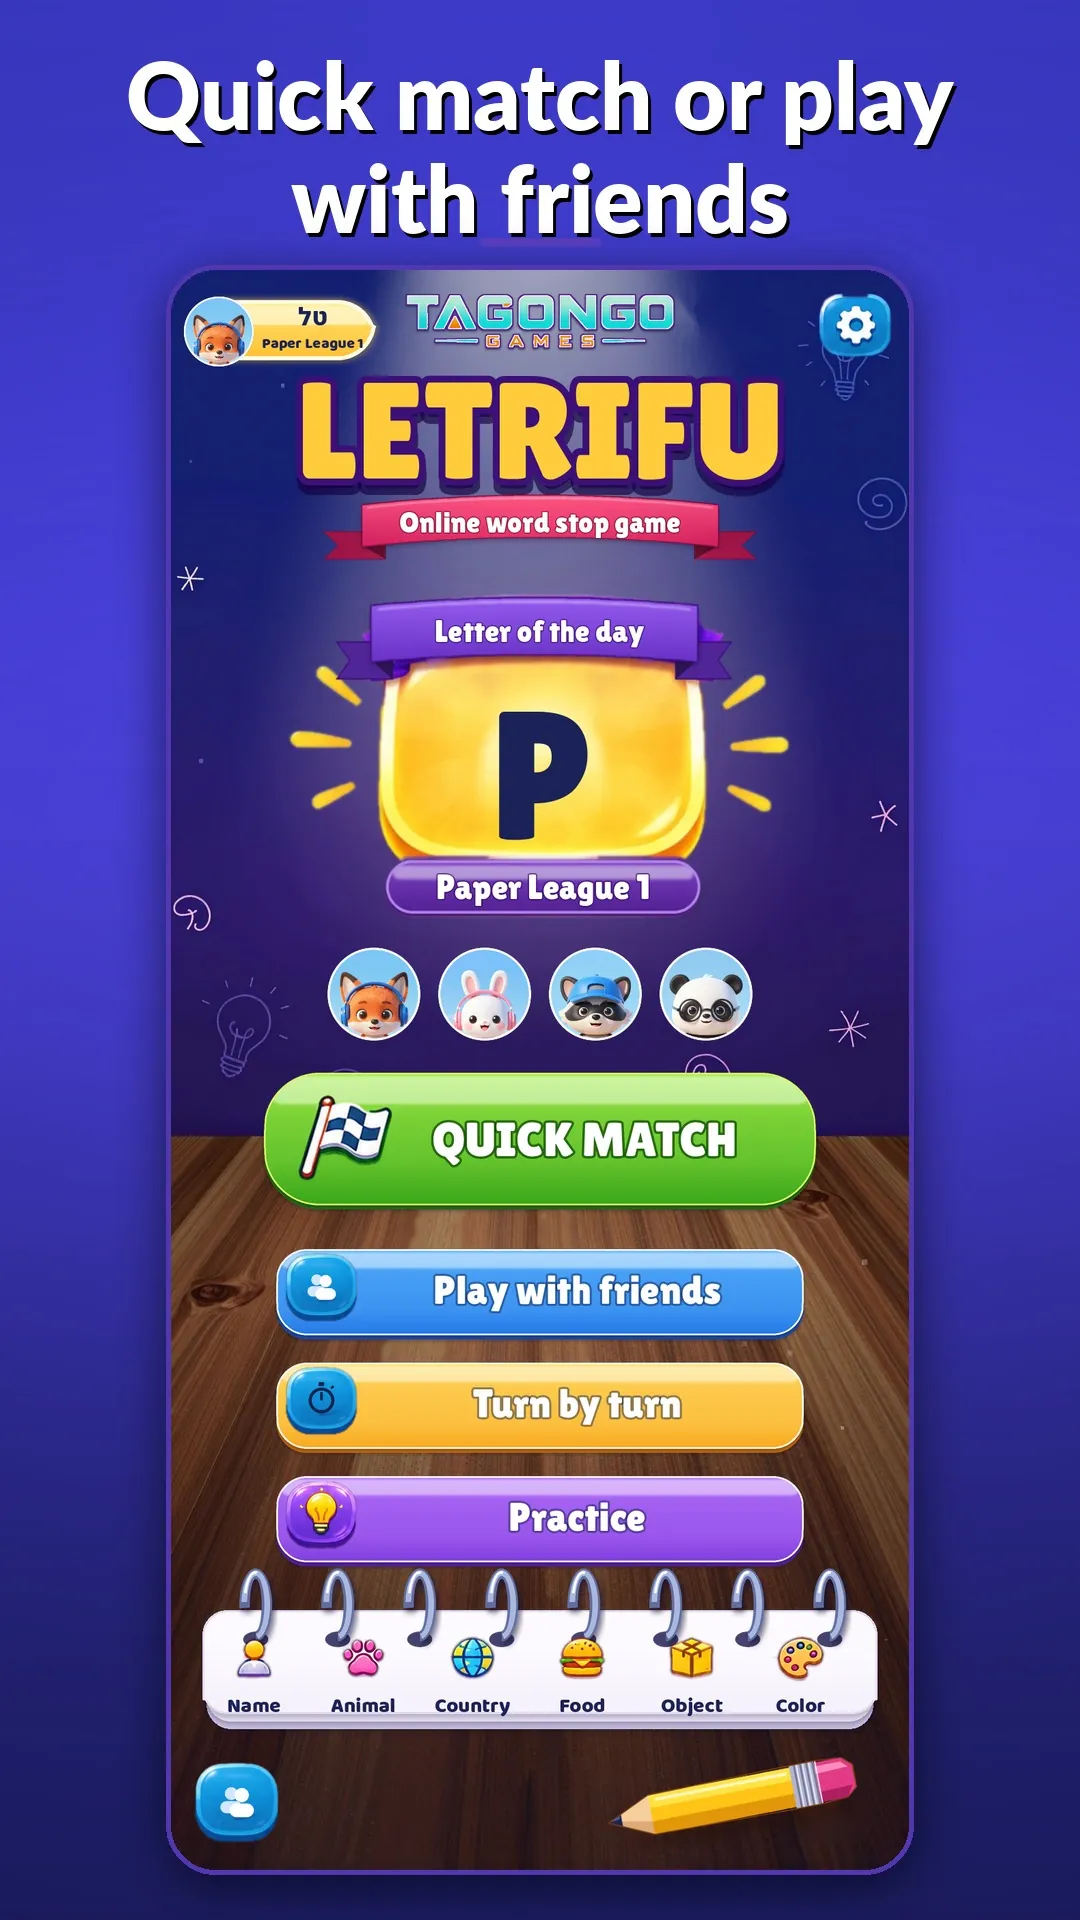 Quick match or play
with friends
טל
Paper League 1
TAGONGO
GAMES
LETRIFU
Online word stop game
Letter of the day
P
Paper League 1
QUICK MATCH
Play with friends
Turn by turn
Practice
Name Animal Country Food Object Color